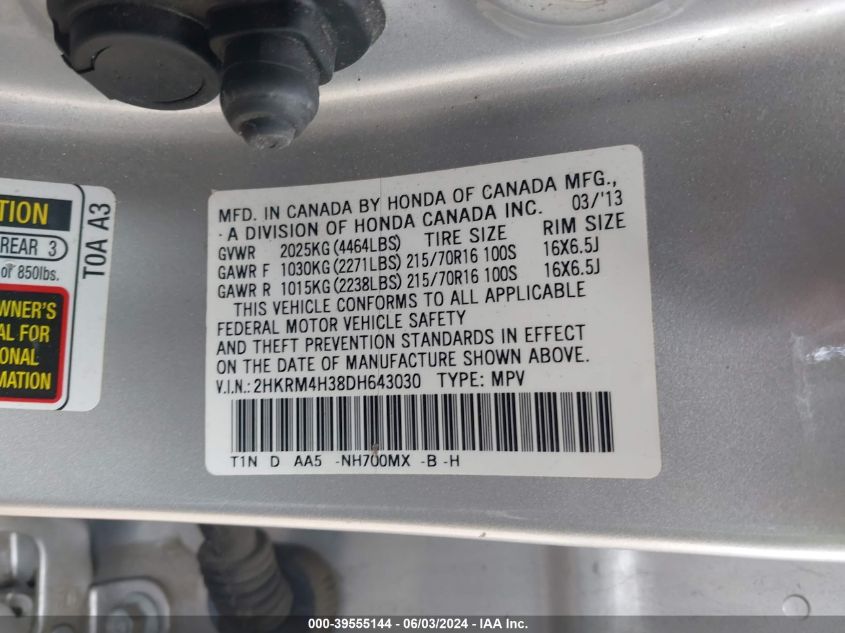 TION
REAR 3
or 850lbs.
WNER'S
AL FOR
ONAL
MATION
T0A A3
MFD. IN CANADA BY HONDA OF CANADA MFG.,
- A DIVISION OF HONDA CANADA INC. 03/'13
GVWR 2025KG(4464LBS) TIRE SIZE RIM SIZE
GAWR F 1030KG(2271LBS) 215/70R16 100S 16X6.5J
GAWR R 1015KG(2238LBS) 215/70R16 100S 16X6.5J
THIS VEHICLE CONFORMS TO ALL APPLICABLE
FEDERAL MOTOR VEHICLE SAFETY
AND THEFT PREVENTION STANDARDS IN EFFECT
ON THE DATE OF MANUFACTURE SHOWN ABOVE.
V.I.N.: 2HKRM4H38DH643030 TYPE: MPV
T1N D AA5 -NH700MX -B -H
000-39555144 - 06/03/2024 - IAA Inc.